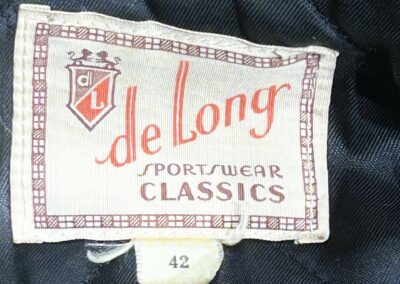 d
L
de Long
SPORTSWEAR
CLASSICS
42